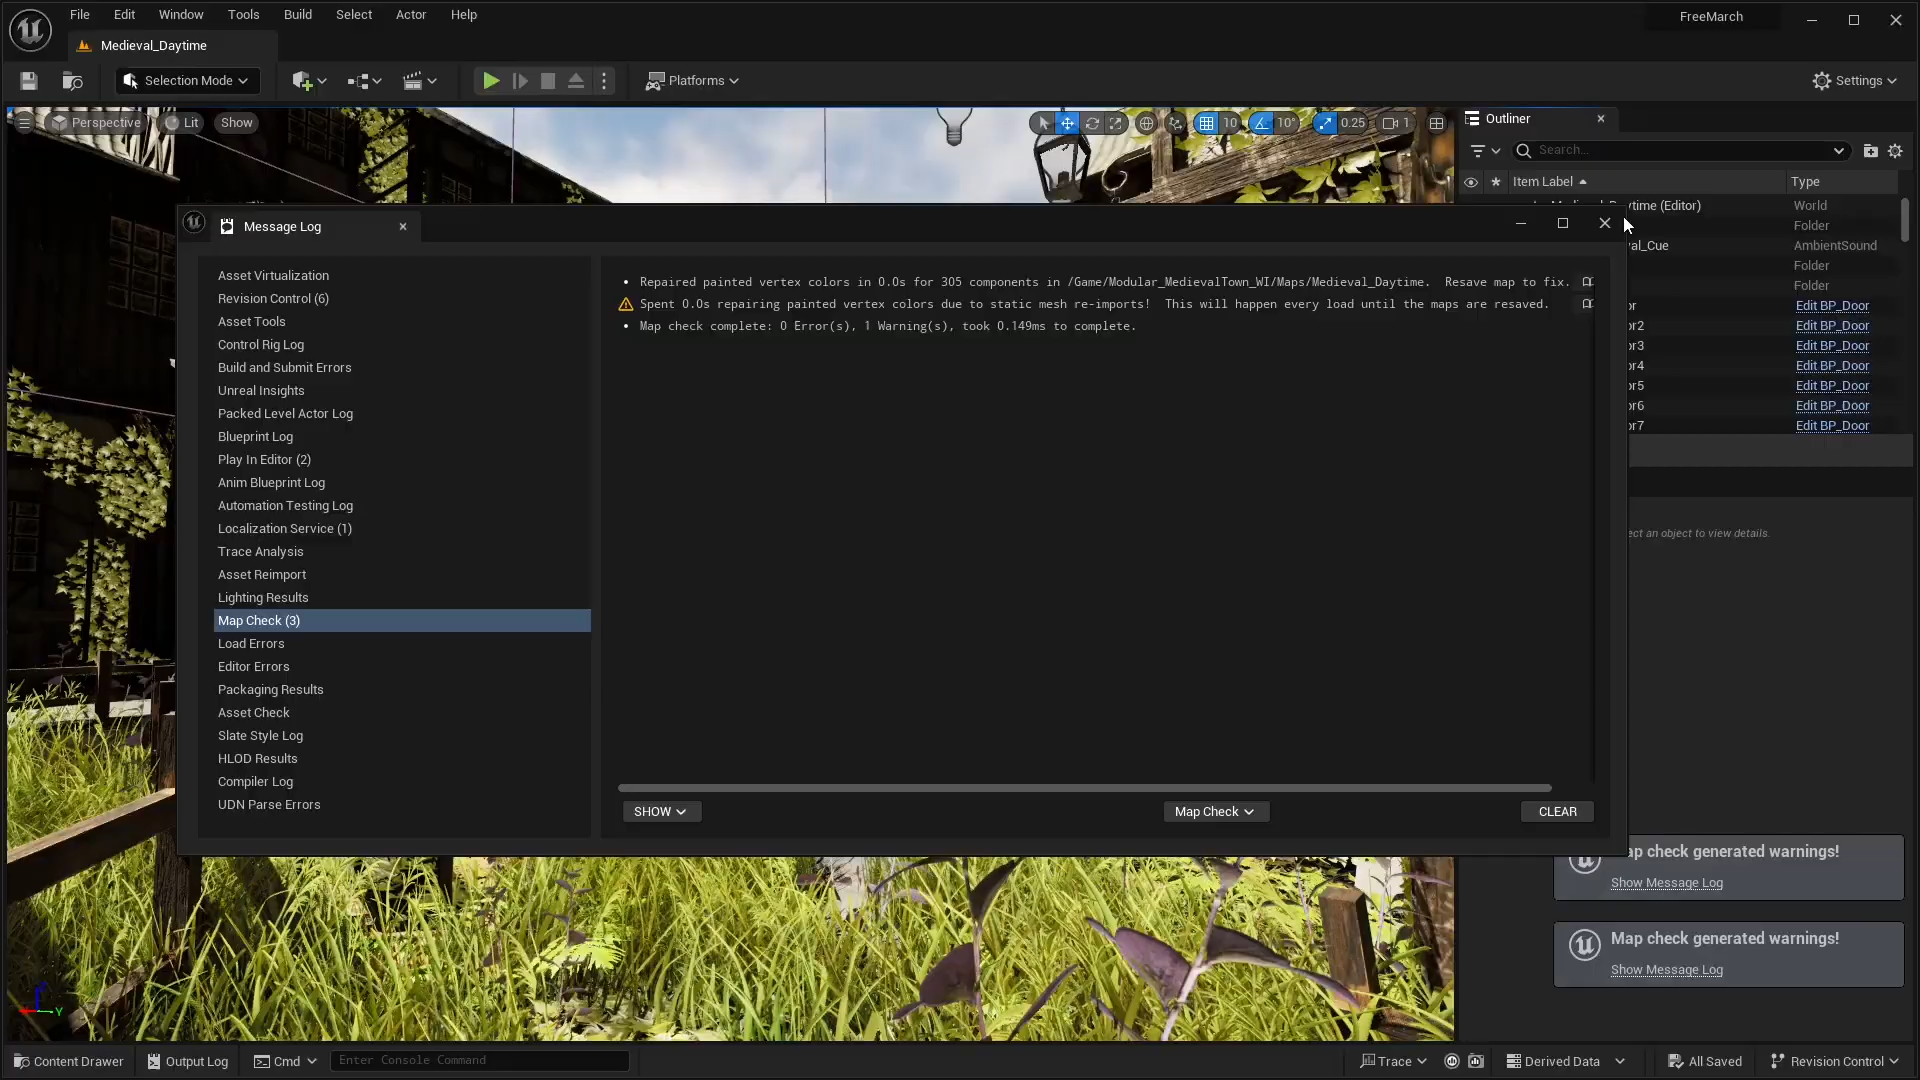 File Edit Window Tools Build Select Actor Help
FreeMarch
Medieval_Daytime
Selection Mode
Platforms
Settings
Perspective Lit Show
10 10° 0.25 1
Outliner
Search...
Item Label Type
ytime (Editor) World
Folder
al_Cue AmbientSound
Folder
Folder
or Edit BP_Door
or2 Edit BP_Door
or3 Edit BP_Door
or4 Edit BP_Door
or5 Edit BP_Door
or6 Edit BP_Door
or7 Edit BP_Door
ect an object to view details.
Message Log
Asset Virtualization
Revision Control (6)
Asset Tools
Control Rig Log
Build and Submit Errors
Unreal Insights
Packed Level Actor Log
Blueprint Log
Play In Editor (2)
Anim Blueprint Log
Automation Testing Log
Localization Service (1)
Trace Analysis
Asset Reimport
Lighting Results
Map Check (3)
Load Errors
Editor Errors
Packaging Results
Asset Check
Slate Style Log
HLOD Results
Compiler Log
UDN Parse Errors
Repaired painted vertex colors in 0.0s for 305 components in /Game/Modular_MedievalTown_WI/Maps/Medieval_Daytime. Resave map to fix.
Spent 0.0s repairing painted vertex colors due to static mesh re-imports! This will happen every load until the maps are resaved.
Map check complete: 0 Error(s), 1 Warning(s), took 0.149ms to complete.
SHOW
Map Check
CLEAR
ap check generated warnings!
Show Message Log
Map check generated warnings!
Show Message Log
Y
Content Drawer
Output Log
Cmd
Enter Console Command
Trace
Derived Data
All Saved
Revision Control